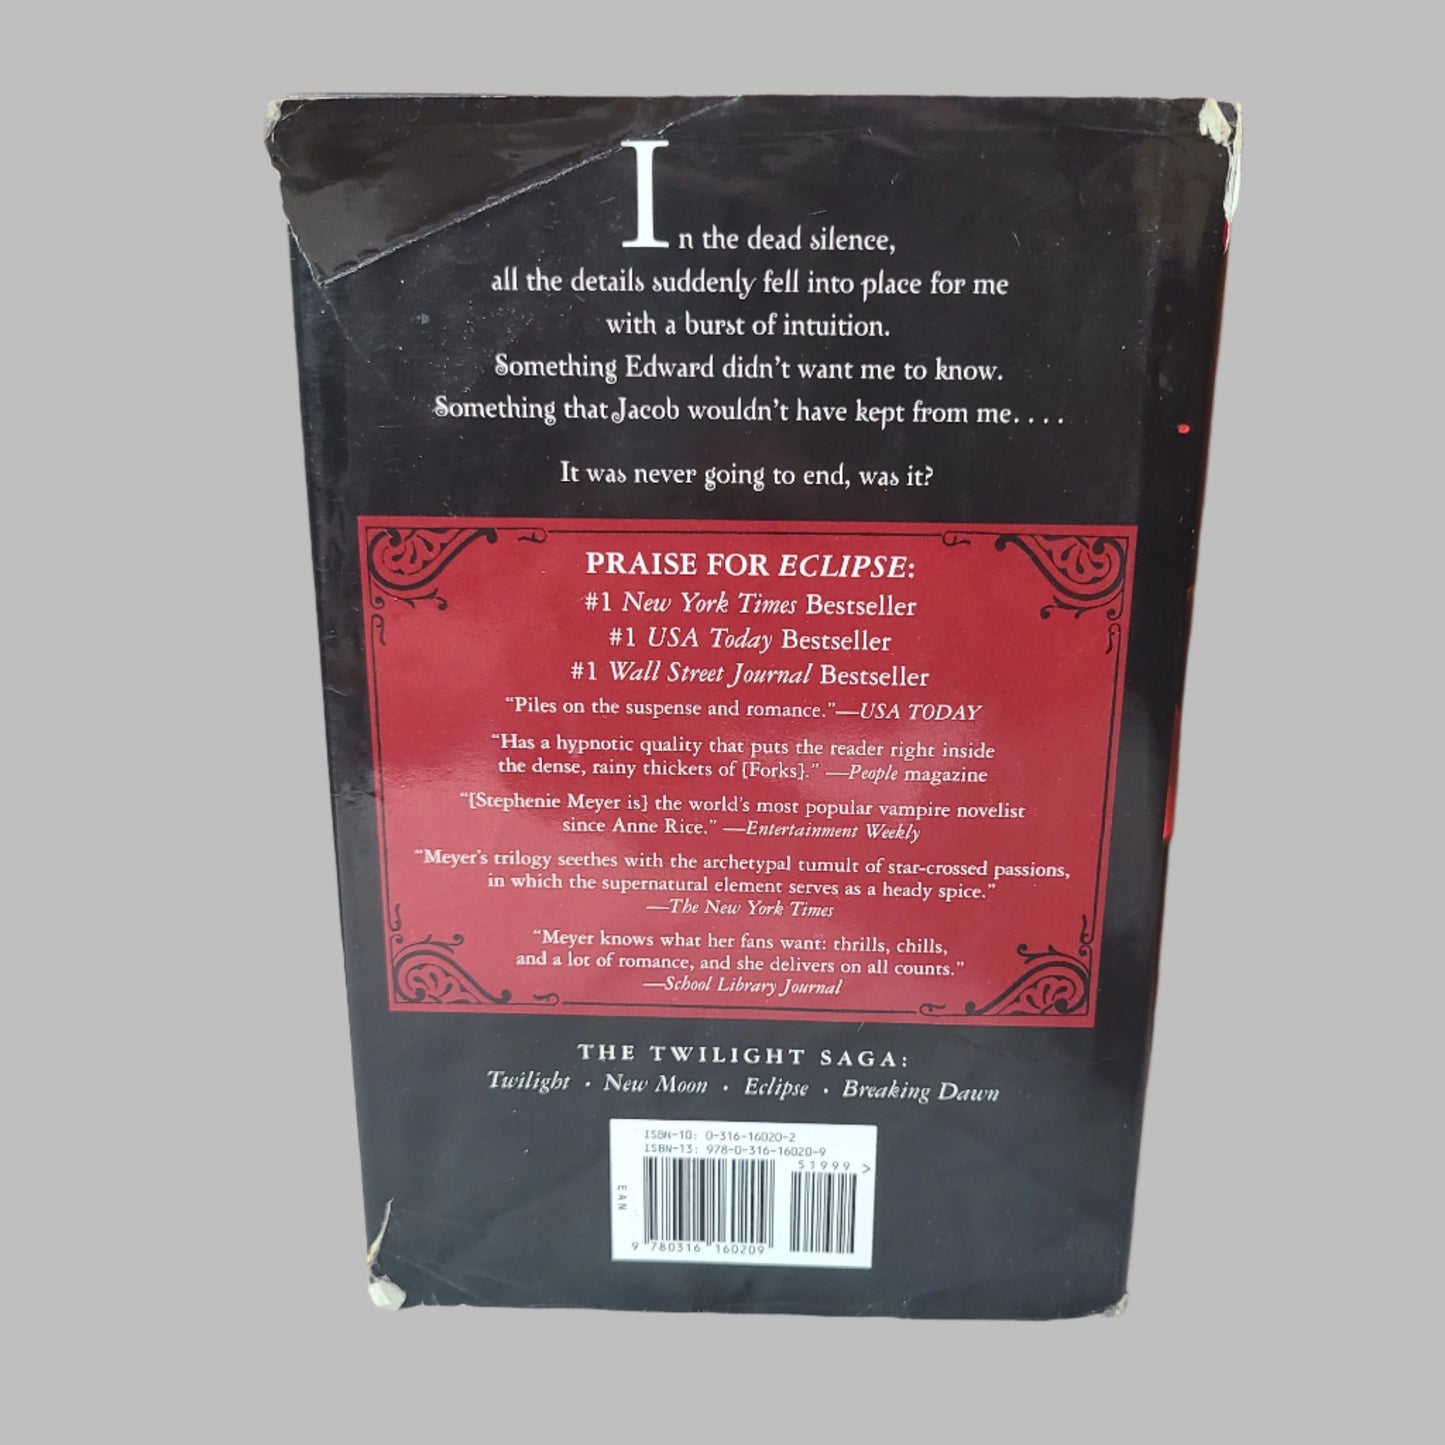 In the dead silence,
all the details suddenly fell into place for me
with a burst of intuition.
Something Edward didn't want me to know.
Something that Jacob wouldn't have kept from me. . . .
It was never going to end, was it?
PRAISE FOR ECLIPSE:
#1 New York Times Bestseller
#1 USA Today Bestseller
#1 Wall Street Journal Bestseller
"Piles on the suspense and romance."—USA TODAY
"Has a hypnotic quality that puts the reader right inside
the dense, rainy thickets of [Forks]." —People magazine
"[Stephenie Meyer is] the world's most popular vampire novelist
since Anne Rice." —Entertainment Weekly
"Meyer's trilogy seethes with the archetypal tumult of star-crossed passions,
in which the supernatural element serves as a heady spice."
—The New York Times
"Meyer knows what her fans want: thrills, chills,
and a lot of romance, and she delivers on all counts."
—School Library Journal
THE TWILIGHT SAGA:
Twilight · New Moon · Eclipse · Breaking Dawn
ISBN-10: 0-316-16020-2
ISBN-13: 978-0-316-16020-9
51999 >
EAN
9 780316 160209